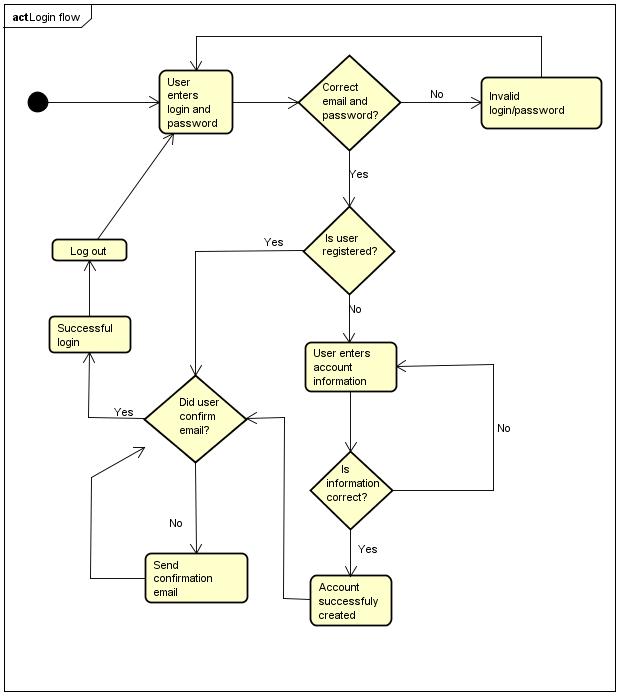 act Login flow
User
enters
login and
password
Correct
email and
password?
No
Invalid
login/password
Yes
Is user
registered?
Yes
No
Log out
Successful
login
User enters
account
information
Did user
confirm
email?
Yes
No
Is
information
correct?
No
Yes
Send
confirmation
email
Account
successfuly
created